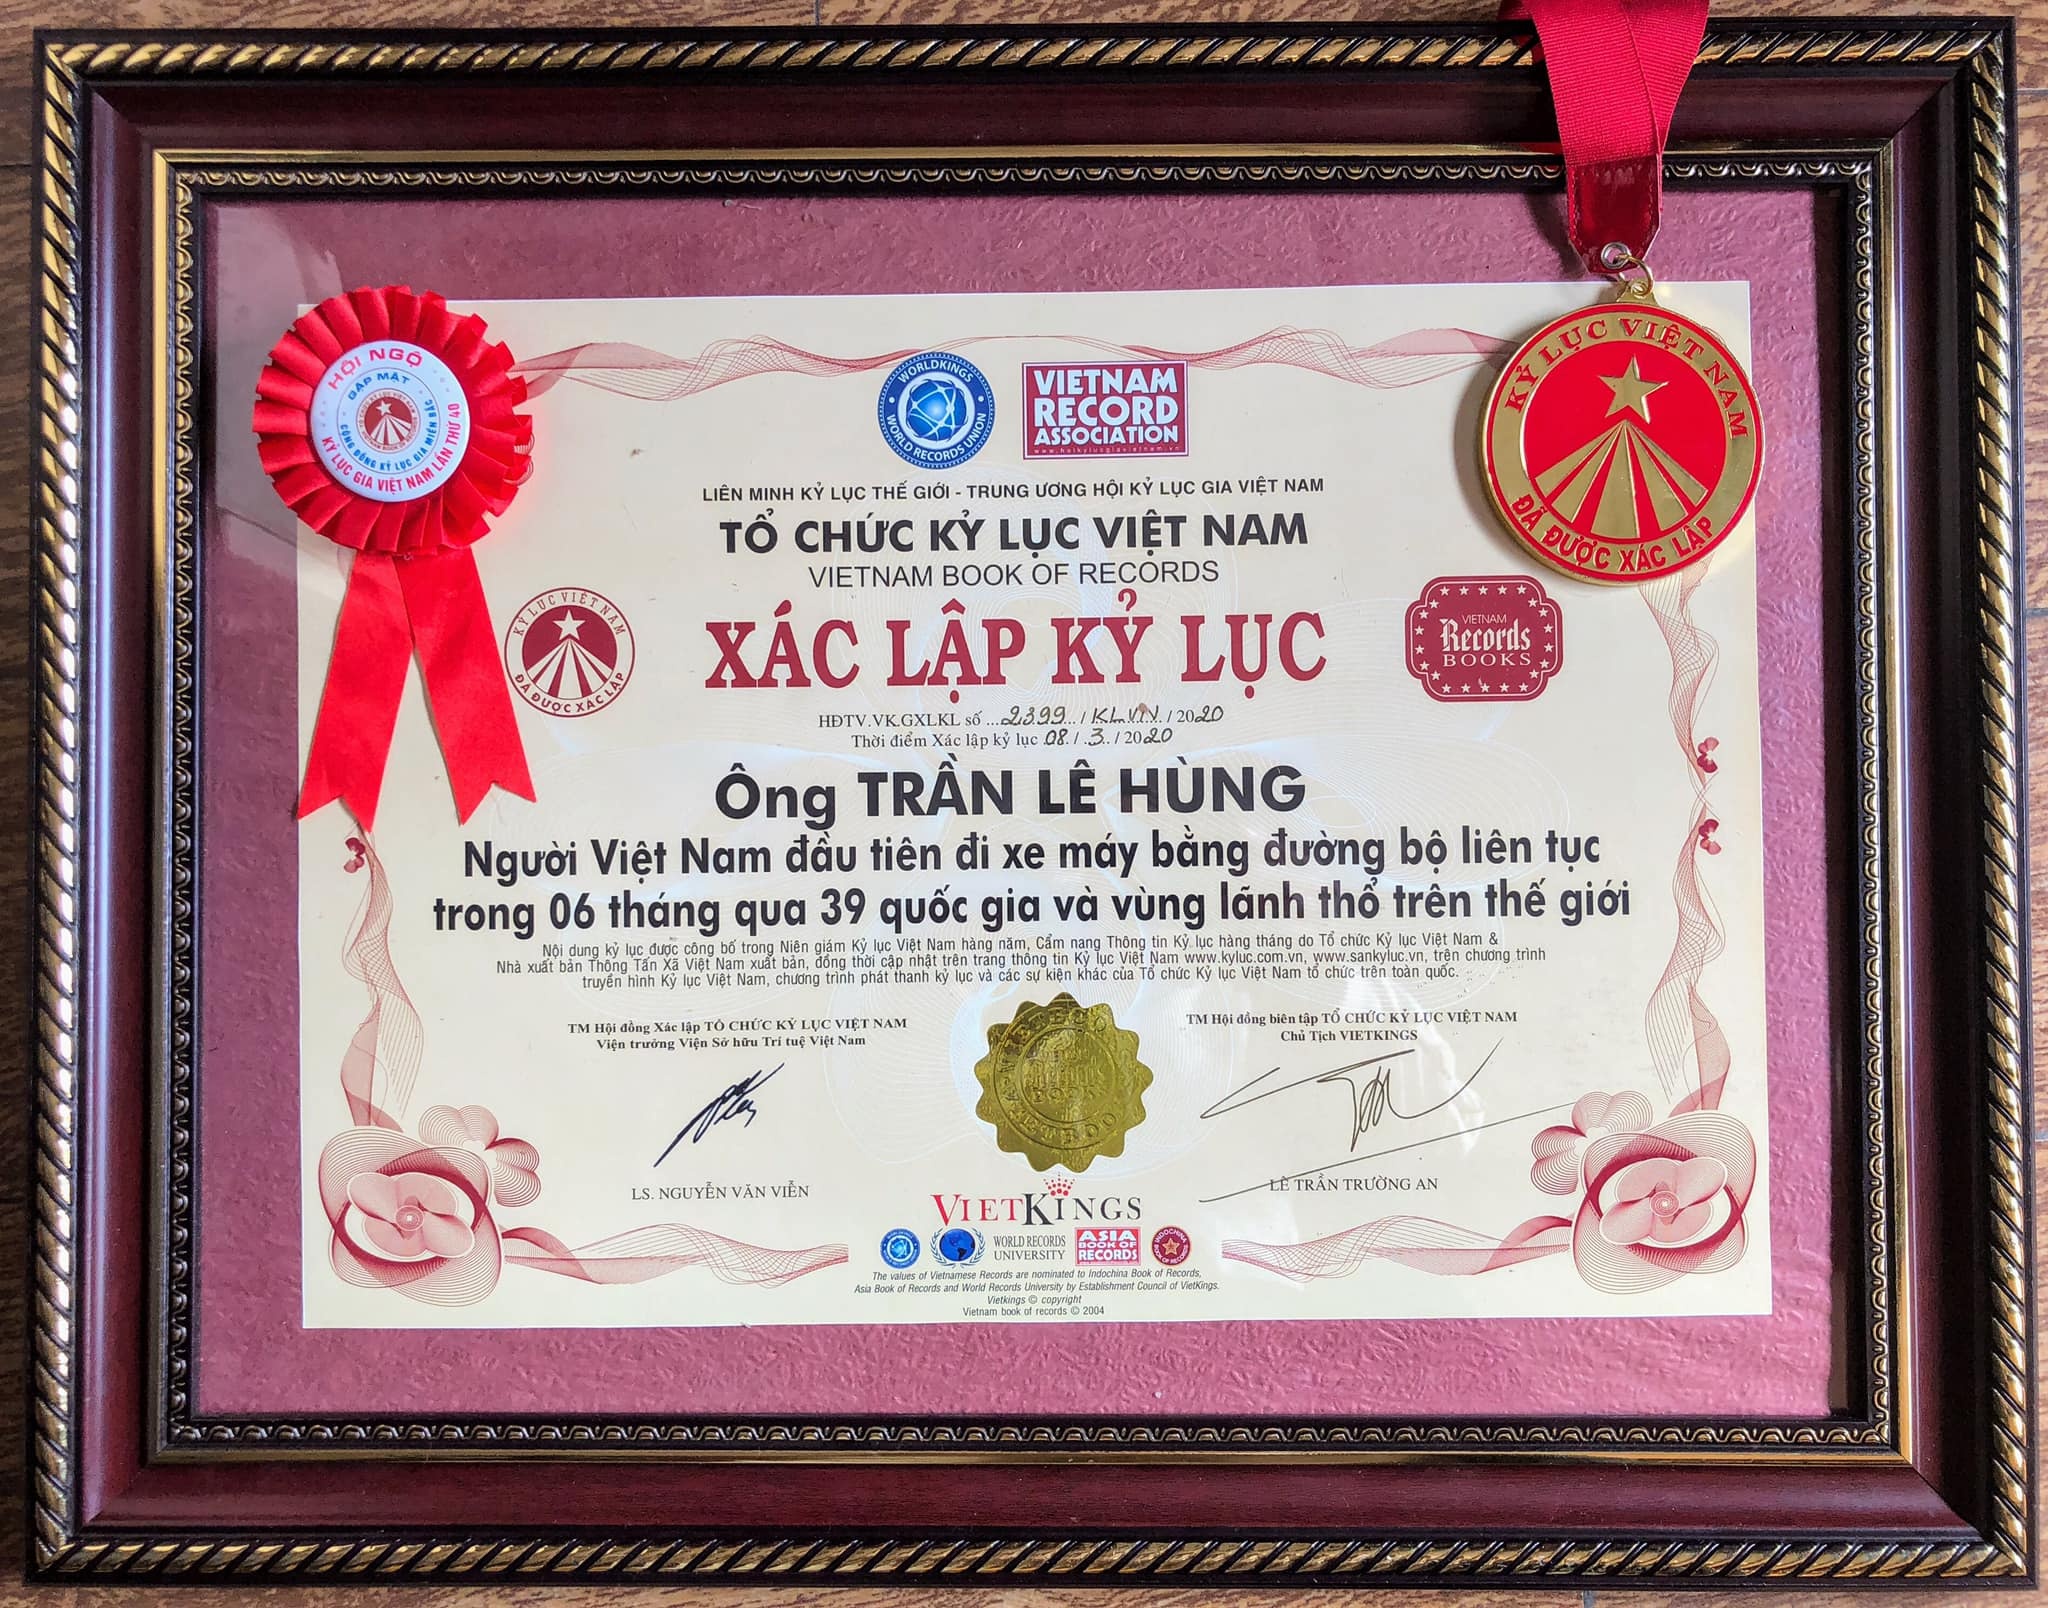 HỘI NGỘ
GẶP MẶT
CỘNG ĐỒNG KỶ LỤC GIA MIỀN BẮC
KỶ LỤC GIA VIỆT NAM LẦN THỨ 40
WORLDKINGS
WORLD RECORDS UNION
VIETNAM
RECORD
ASSOCIATION
www.hoikylucgiavietnam.vn
KỶ LỤC VIỆT NAM
ĐÃ ĐƯỢC XÁC LẬP
LIÊN MINH KỶ LỤC THẾ GIỚI - TRUNG ƯƠNG HỘI KỶ LỤC GIA VIỆT NAM
TỔ CHỨC KỶ LỤC VIỆT NAM
VIETNAM BOOK OF RECORDS
KỶ LỤC VIỆT NAM
ĐÃ ĐƯỢC XÁC LẬP
XÁC LẬP KỶ LỤC
VIETNAM
Records
BOOKS
HĐTV.VK.GXLKL số ...2399... / KL.V.N. / 2020
Thời điểm Xác lập kỷ lục 08. / .3.. / 2020
Ông TRẦN LÊ HÙNG
Người Việt Nam đầu tiên đi xe máy bằng đường bộ liên tục
trong 06 tháng qua 39 quốc gia và vùng lãnh thổ trên thế giới
Nội dung kỷ lục được công bố trong Niên giám Kỷ lục Việt Nam hàng năm, Cẩm nang Thông tin Kỷ lục hàng tháng do Tổ chức Kỷ lục Việt Nam &
Nhà xuất bản Thông Tấn Xã Việt Nam xuất bản, đồng thời cập nhật trên trang thông tin Kỷ lục Việt Nam www.kyluc.com.vn, www.sankyluc.vn, trên chương trình
truyền hình Kỷ lục Việt Nam, chương trình phát thanh kỷ lục và các sự kiện khác của Tổ chức Kỷ lục Việt Nam tổ chức trên toàn quốc.
TM Hội đồng Xác lập TỔ CHỨC KỶ LỤC VIỆT NAM
Viện trưởng Viện Sở hữu Trí tuệ Việt Nam
TM Hội đồng biên tập TỔ CHỨC KỶ LỤC VIỆT NAM
Chủ Tịch VIETKINGS
LS. NGUYỄN VĂN VIỄN
LÊ TRẦN TRƯỜNG AN
VIETKINGS
WORLD RECORDS
UNIVERSITY
ASIA
BOOK OF
RECORDS
The values of Vietnamese Records are nominated to Indochina Book of Records,
Asia Book of Records and World Records University by Establishment Council of VietKings.
Vietkings © copyright
Vietnam book of records © 2004